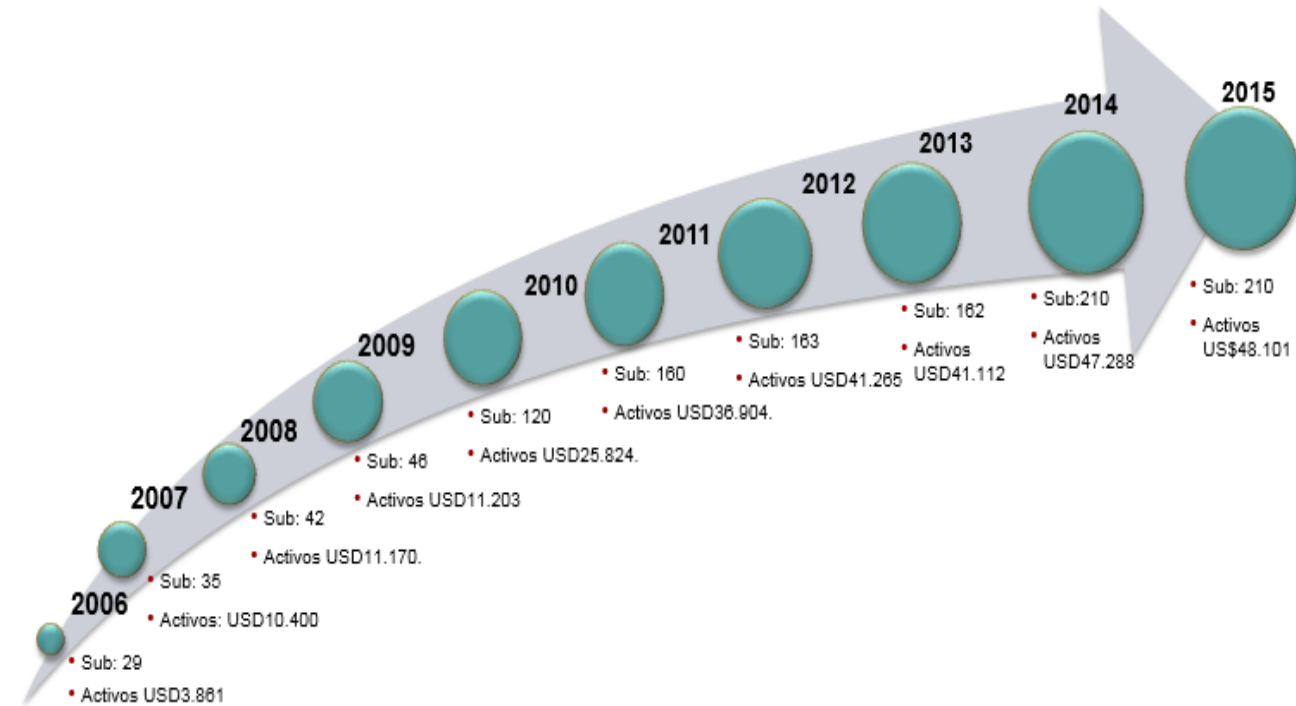 2006
• Sub: 29
• Activos USD3.861
2007
• Sub: 35
• Activos: USD10.400
2008
• Sub: 42
• Activos USD11.170.
2009
• Sub: 46
• Activos USD11.203
2010
• Sub: 120
• Activos USD25.824.
2011
• Sub: 160
• Activos USD36.904.
2012
• Sub: 163
• Activos USD41.265
2013
• Sub: 162
• Activos
USD41.112
2014
• Sub:210
• Activos
USD47.288
2015
• Sub: 210
• Activos
US$48.101